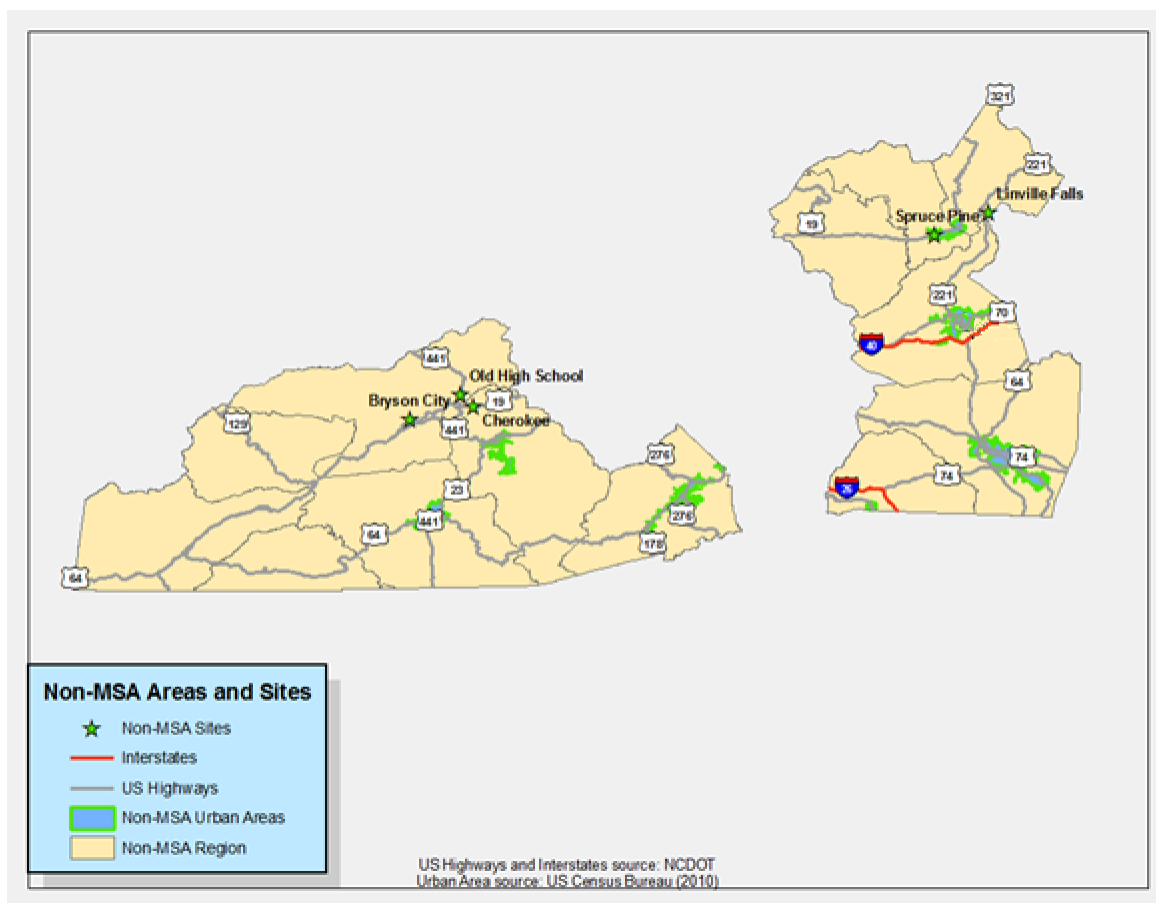 321
221
Linville Falls
Spruce Pine
19
221
70
40
441
Old High School
64
Bryson City
19
129
Cherokee
441
276
74
74
23
26
276
441
64
178
64
Non-MSA Areas and Sites
Non-MSA Sites
Interstates
US Highways
Non-MSA Urban Areas
Non-MSA Region
US Highways and Interstates source: NCDOT
Urban Area source: US Census Bureau (2010)